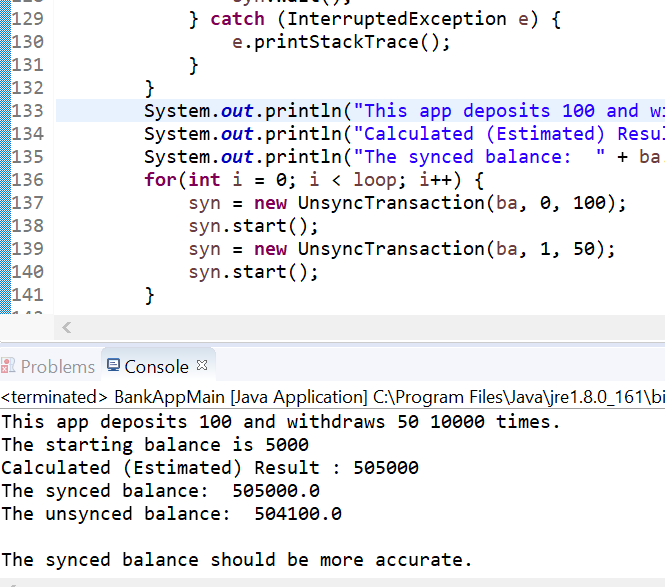 129 } catch (InterruptedException e) {
130 e.printStackTrace();
131 }
132 }
133 System.out.println("This app deposits 100 and wi
134 System.out.println("Calculated (Estimated) Resul
135 System.out.println("The synced balance:  " + ba
136 for(int i = 0; i < loop; i++) {
137 syn = new UnsyncTransaction(ba, 0, 100);
138 syn.start();
139 syn = new UnsyncTransaction(ba, 1, 50);
140 syn.start();
141 }
Problems Console
<terminated> BankAppMain [Java Application] C:\Program Files\Java\jre1.8.0_161\bi
This app deposits 100 and withdraws 50 10000 times.
The starting balance is 5000
Calculated (Estimated) Result : 505000
The synced balance:  505000.0
The unsynced balance:  504100.0
The synced balance should be more accurate.